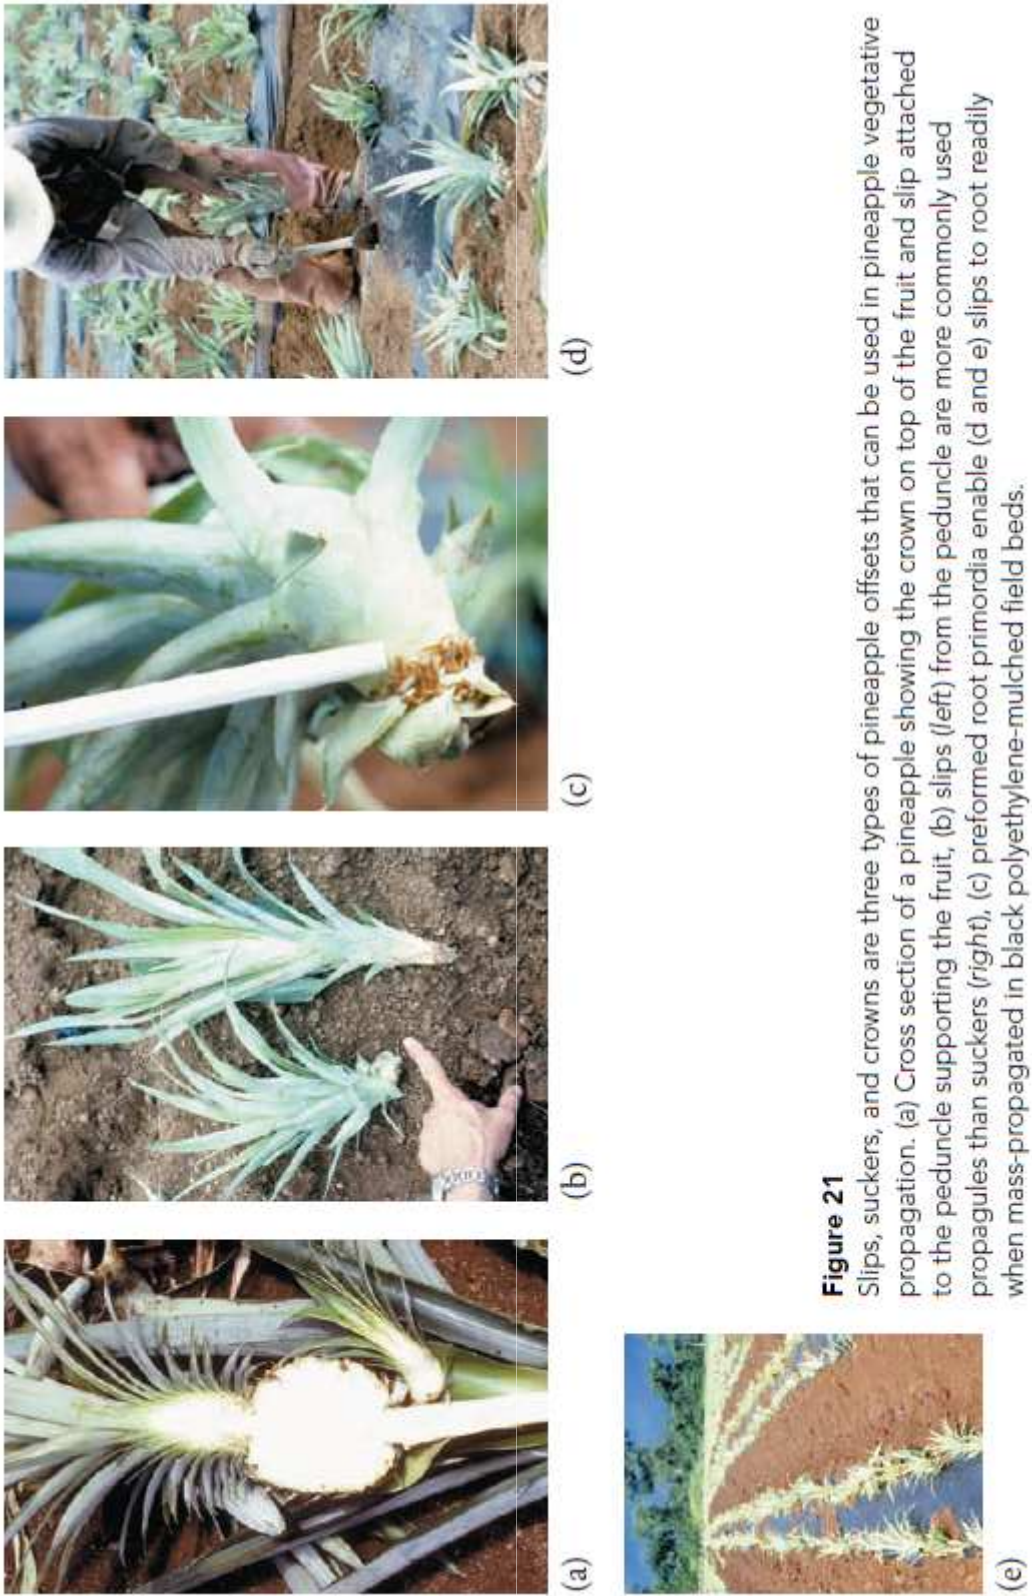 (a)
(b)
(c)
(d)
(e)
Figure 21
Slips, suckers, and crowns are three types of pineapple offsets that can be used in pineapple vegetative
propagation. (a) Cross section of a pineapple showing the crown on top of the fruit and slip attached
to the peduncle supporting the fruit, (b) slips (left) from the peduncle are more commonly used
propagules than suckers (right), (c) preformed root primordia enable (d and e) slips to root readily
when mass-propagated in black polyethylene-mulched field beds.